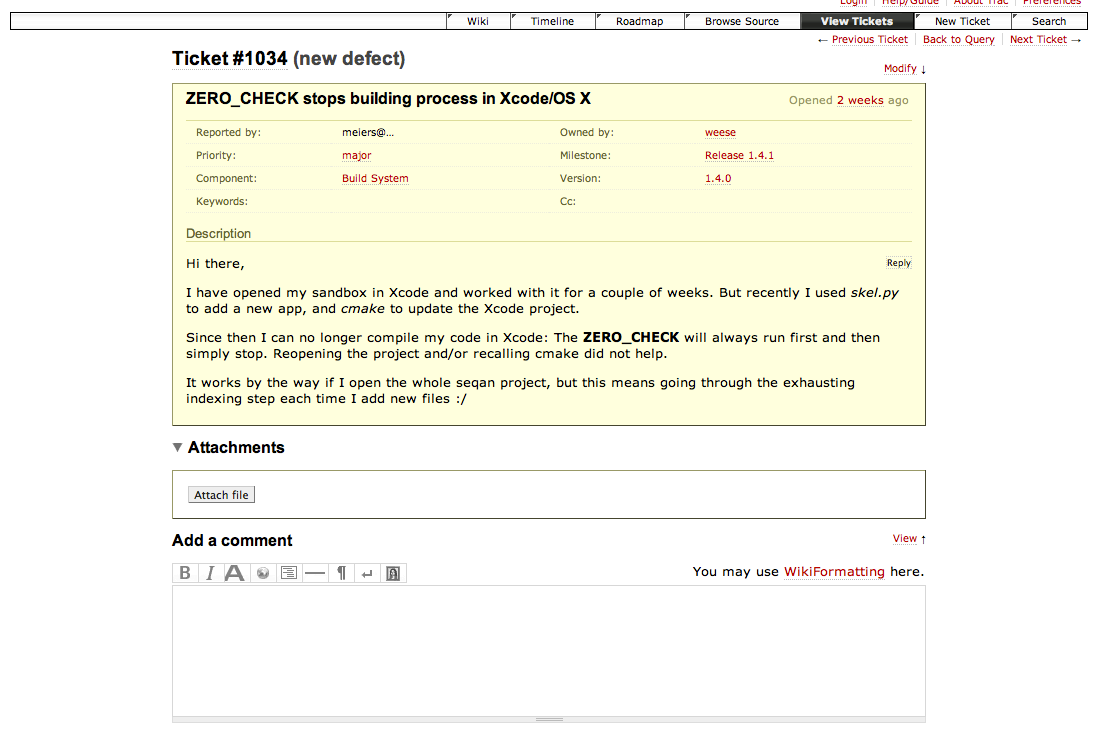 Login Help/Guide About Trac Preferences
Wiki Timeline Roadmap Browse Source View Tickets New Ticket Search
← Previous Ticket Back to Query Next Ticket →
Ticket #1034 (new defect)
Modify ↓
ZERO_CHECK stops building process in Xcode/OS X
Opened 2 weeks ago
Reported by: meiers@... Owned by: weese
Priority: major Milestone: Release 1.4.1
Component: Build System Version: 1.4.0
Keywords: Cc:
Description
Hi there,
Reply
I have opened my sandbox in Xcode and worked with it for a couple of weeks. But recently I used skel.py
to add a new app, and cmake to update the Xcode project.
Since then I can no longer compile my code in Xcode: The ZERO_CHECK will always run first and then
simply stop. Reopening the project and/or recalling cmake did not help.
It works by the way if I open the whole seqan project, but this means going through the exhausting
indexing step each time I add new files :/
Attachments
Attach file
Add a comment
View ↑
B I A ¶
You may use WikiFormatting here.